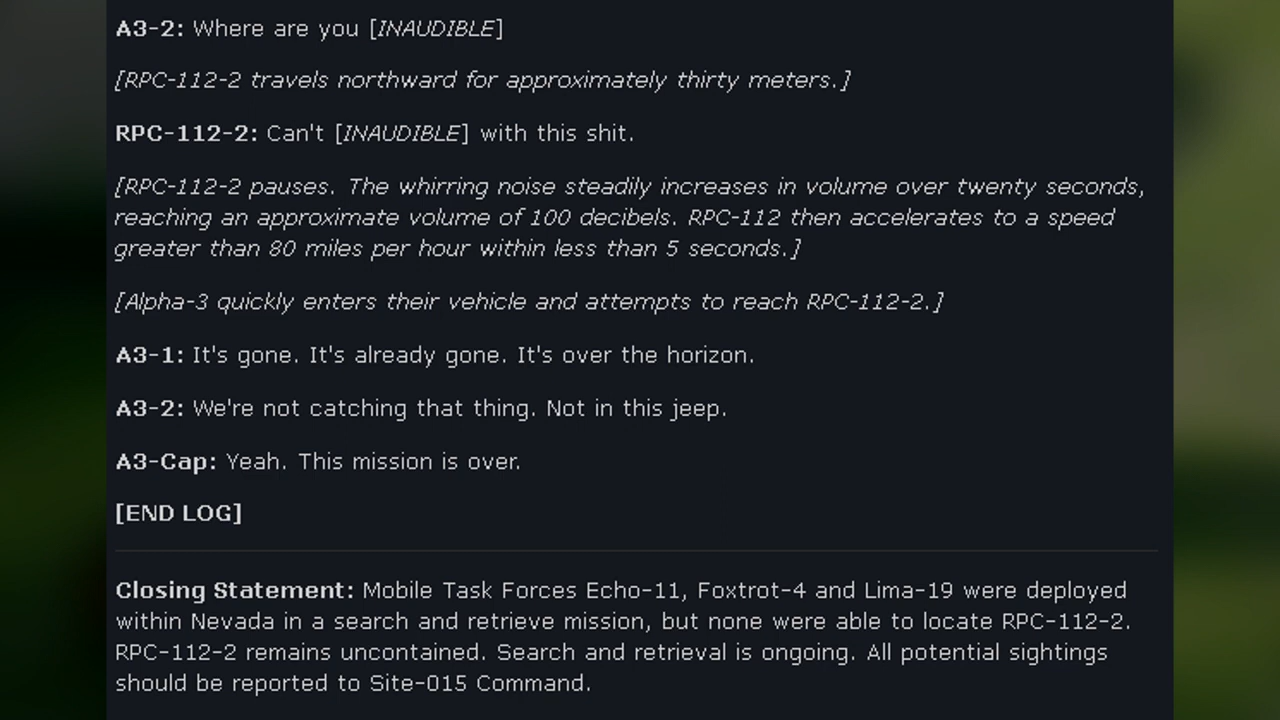 A3-2: Where are you [INAUDIBLE]
[RPC-112-2 travels northward for approximately thirty meters.]
RPC-112-2: Can't [INAUDIBLE] with this shit.
[RPC-112-2 pauses. The whirring noise steadily increases in volume over twenty seconds,
reaching an approximate volume of 100 decibels. RPC-112 then accelerates to a speed
greater than 80 miles per hour within less than 5 seconds.]
[Alpha-3 quickly enters their vehicle and attempts to reach RPC-112-2.]
A3-1: It's gone. It's already gone. It's over the horizon.
A3-2: We're not catching that thing. Not in this jeep.
A3-Cap: Yeah. This mission is over.
[END LOG]
Closing Statement: Mobile Task Forces Echo-11, Foxtrot-4 and Lima-19 were deployed
within Nevada in a search and retrieve mission, but none were able to locate RPC-112-2.
RPC-112-2 remains uncontained. Search and retrieval is ongoing. All potential sightings
should be reported to Site-015 Command.